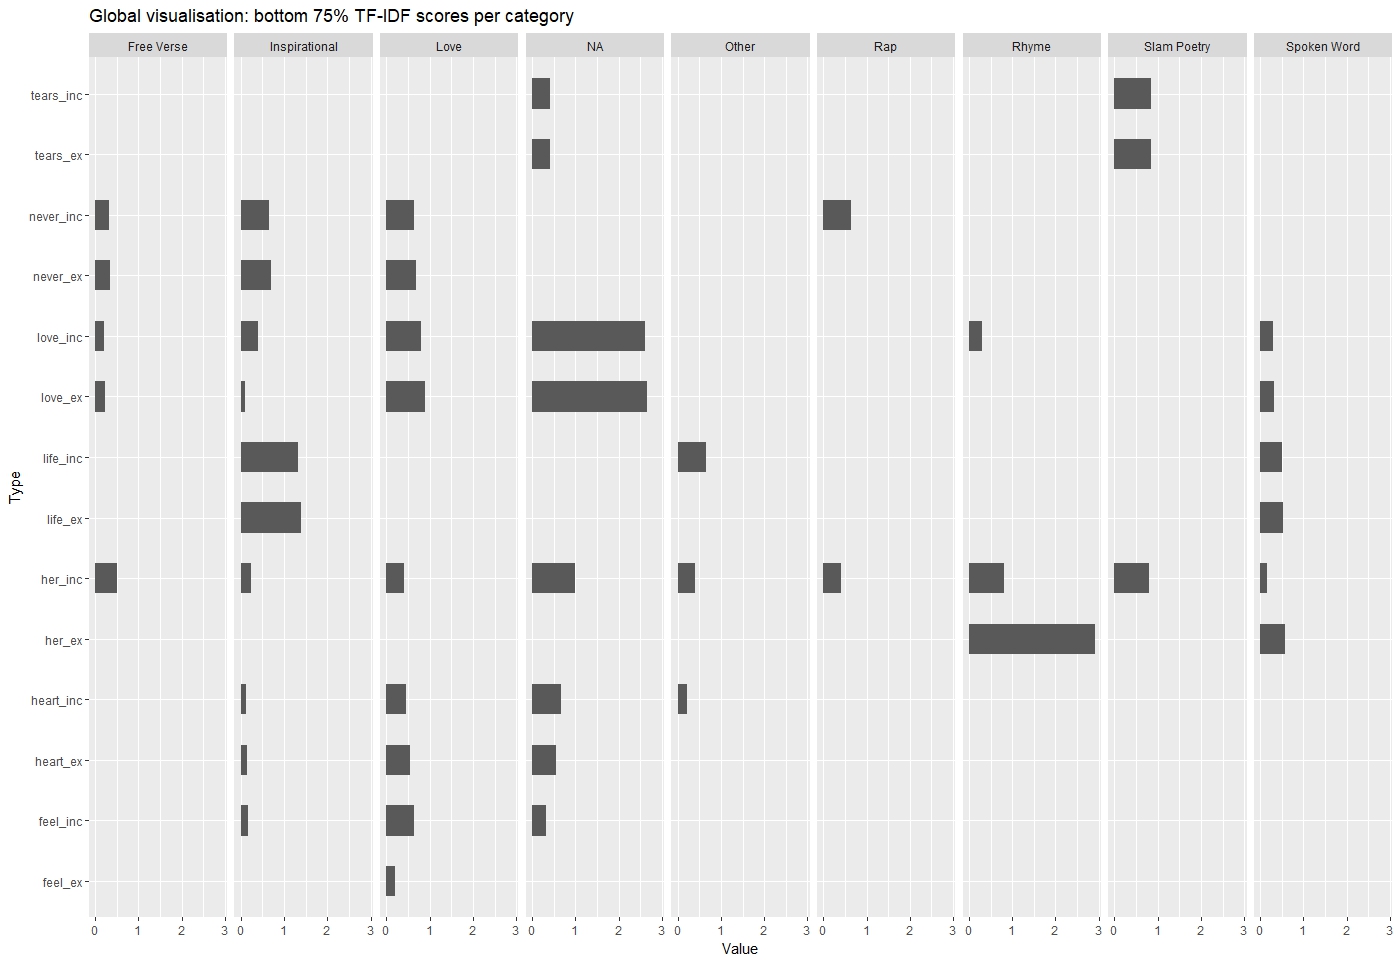 Global visualisation: bottom 75% TF-IDF scores per category
Free Verse Inspirational Love NA Other Rap Rhyme Slam Poetry Spoken Word
tears_inc
tears_ex
never_inc
never_ex
love_inc
love_ex
life_inc
life_ex
her_inc
her_ex
heart_inc
heart_ex
feel_inc
feel_ex
Type
0 1 2 3 0 1 2 3 0 1 2 3 0 1 2 3 0 1 2 3 0 1 2 3 0 1 2 3 0 1 2 3 0 1 2 3
Value